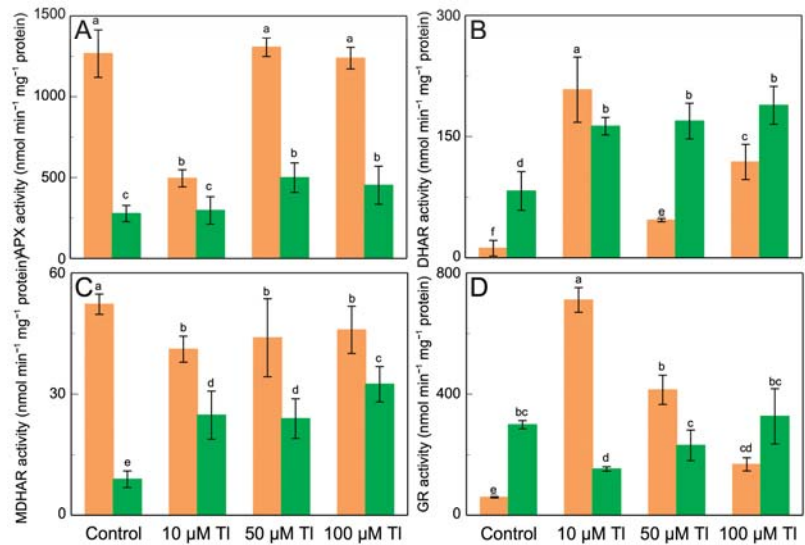 A
APX activity (nmol min⁻¹ mg⁻¹ protein)
1500
1000
500
0
a
c
b
c
a
b
a
b
B
DHAR activity (nmol min⁻¹ mg⁻¹ protein)
300
150
0
f
d
a
b
e
b
c
b
C
MDHAR activity (nmol min⁻¹ mg⁻¹ protein)
60
30
0
a
e
b
d
b
d
b
c
Control 10 µM Tl 50 µM Tl 100 µM Tl
D
GR activity (nmol min⁻¹ mg⁻¹ protein)
800
400
0
e
bc
a
d
b
c
cd
bc
Control 10 µM Tl 50 µM Tl 100 µM Tl